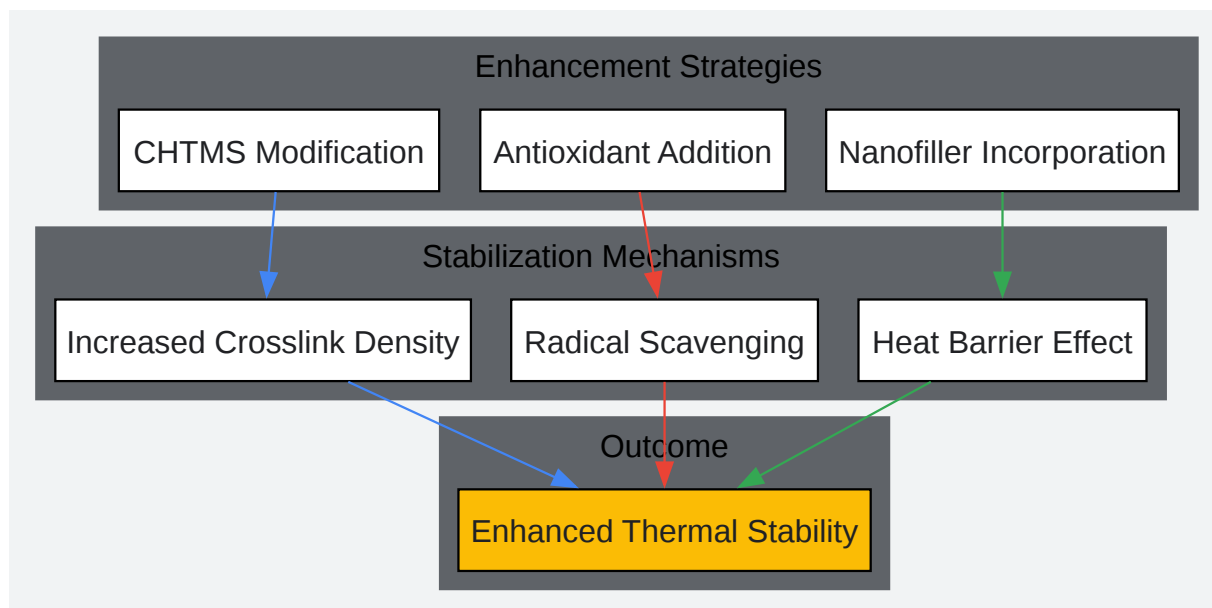 Enhancement Strategies
CHTMS Modification
Antioxidant Addition
Nanofiller Incorporation
Stabilization Mechanisms
Increased Crosslink Density
Radical Scavenging
Heat Barrier Effect
Outcome
Enhanced Thermal Stability